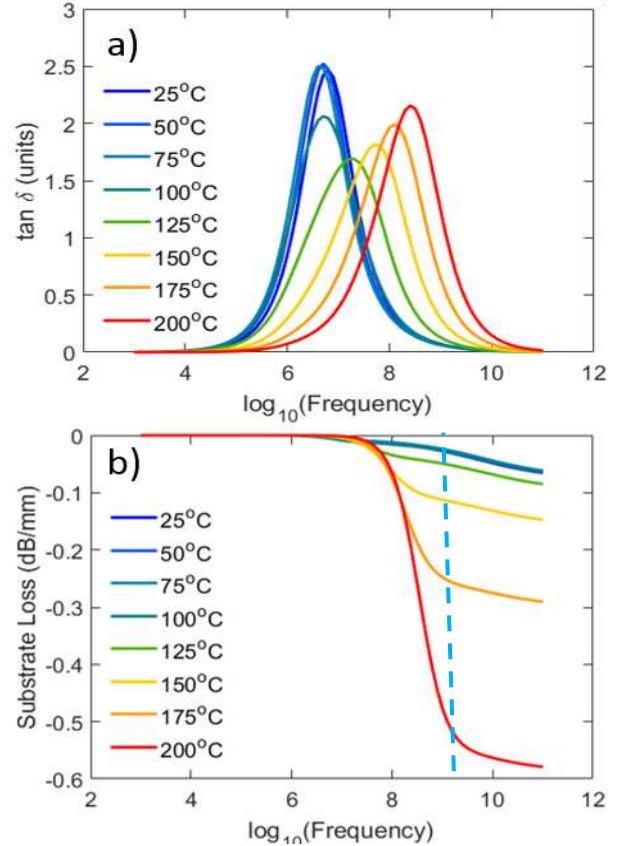 3
a)
2.5
25°C
50°C
2
75°C
1.5
100°C
125°C
1
150°C
0.5
175°C
200°C
0
2 4 6 8 10 12
tan δ (units)
log10(Frequency)
0
b)
-0.1
25°C
-0.2
50°C
75°C
-0.3
100°C
125°C
-0.4
150°C
175°C
-0.5
200°C
-0.6
2 4 6 8 10 12
Substrate Loss (dB/mm)
log10(Frequency)